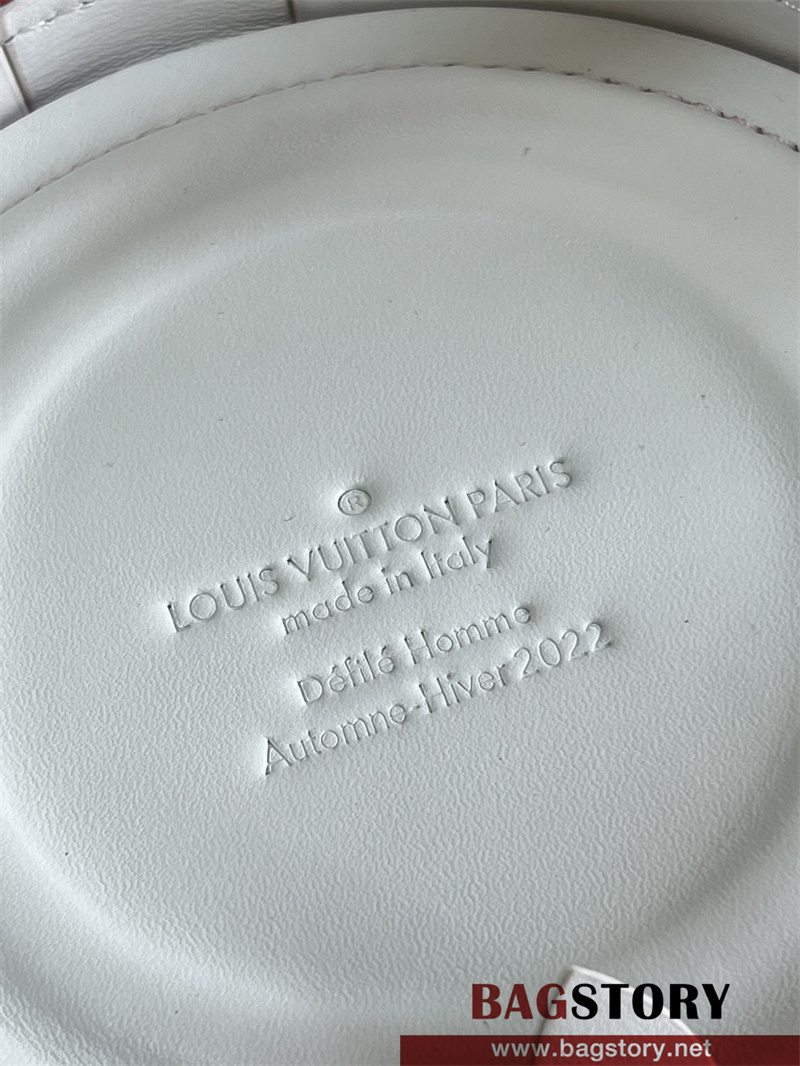 ®
LOUIS VUITTON PARIS
made in Italy
Défilé Homme
Automne-Hiver 2022
BAGSTORY
www.bagstory.net